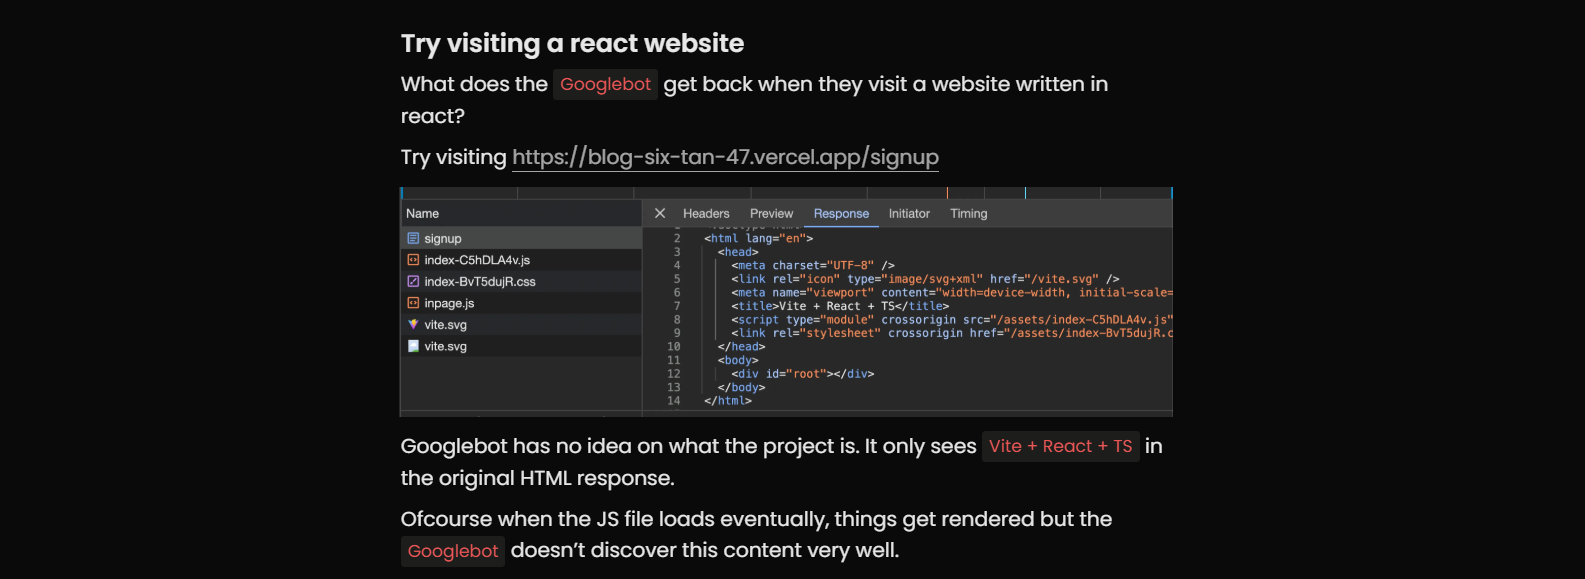 Try visiting a react website
What does the Googlebot get back when they visit a website written in
react?
Try visiting https://blog-six-tan-47.vercel.app/signup
Name
Headers Preview Response Initiator Timing
signup
index-C5hDLA4v.js
index-BvT5dujR.css
inpage.js
vite.svg
vite.svg
2 <html lang="en">
3 <head>
4 <meta charset="UTF-8" />
5 <link rel="icon" type="image/svg+xml" href="/vite.svg" />
6 <meta name="viewport" content="width=device-width, initial-scale=
7 <title>Vite + React + TS</title>
8 <script type="module" crossorigin src="/assets/index-C5hDLA4v.js"
9 <link rel="stylesheet" crossorigin href="/assets/index-BvT5dujR.c
10 </head>
11 <body>
12 <div id="root"></div>
13 </body>
14 </html>
Googlebot has no idea on what the project is. It only sees Vite + React + TS in
the original HTML response.
Ofcourse when the JS file loads eventually, things get rendered but the
Googlebot doesn’t discover this content very well.